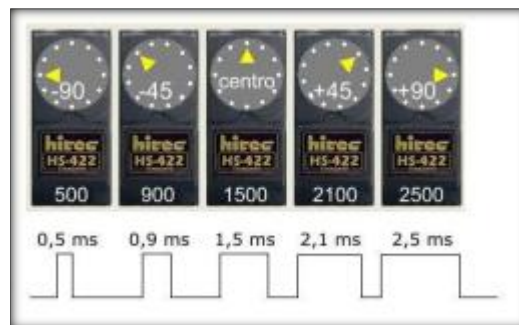 -90 -45 centro +45 +90
hitec hitec hitec hitec hitec
HS-422 HS-422 HS-422 HS-422 HS-422
500 900 1500 2100 2500
0,5 ms 0,9 ms 1,5 ms 2,1 ms 2,5 ms